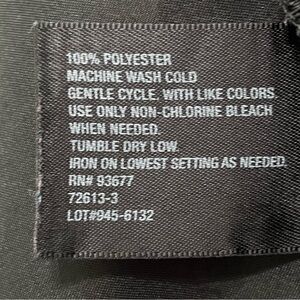 100% POLYESTER
MACHINE WASH COLD
GENTLE CYCLE, WITH LIKE COLORS.
USE ONLY NON-CHLORINE BLEACH
WHEN NEEDED.
TUMBLE DRY LOW.
IRON ON LOWEST SETTING AS NEEDED.
RN# 93677
72613-3
LOT#945-6132